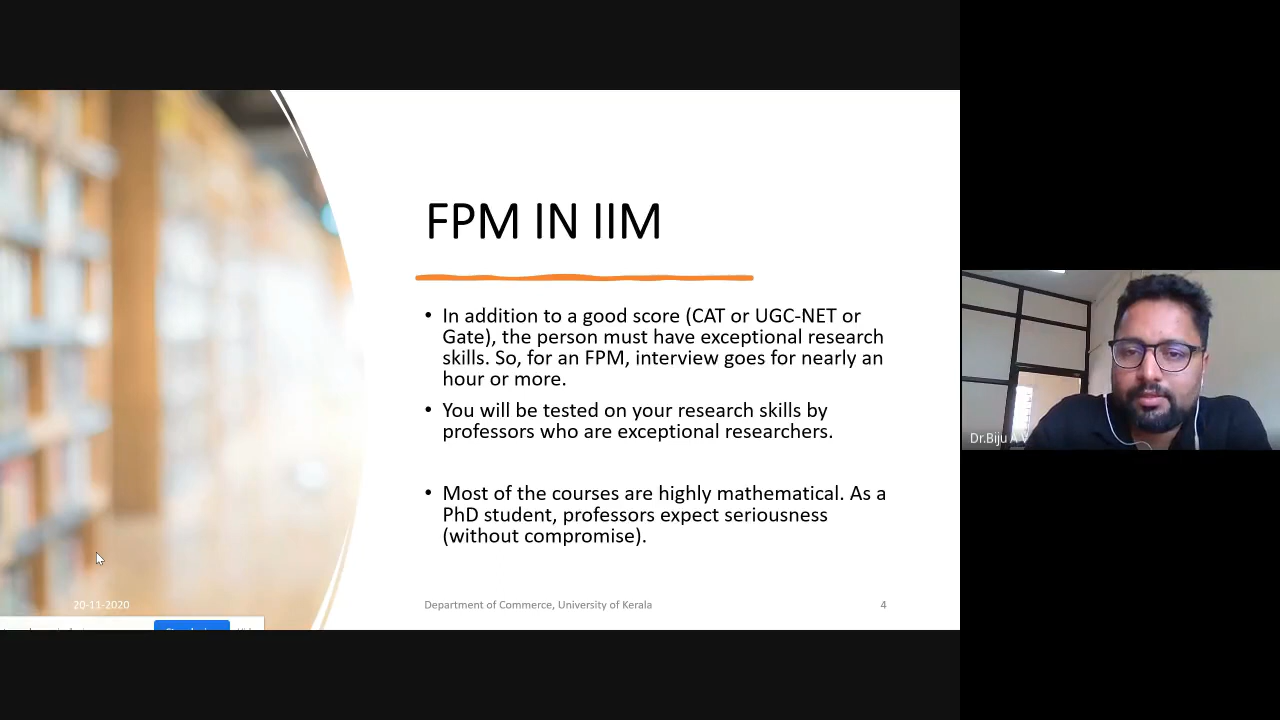 FPM IN IIM
• In addition to a good score (CAT or UGC-NET or
Gate), the person must have exceptional research
skills. So, for an FPM, interview goes for nearly an
hour or more.
• You will be tested on your research skills by
professors who are exceptional researchers.
• Most of the courses are highly mathematical. As a
PhD student, professors expect seriousness
(without compromise).
20-11-2020
Department of Commerce, University of Kerala
4
Dr.Biju A V